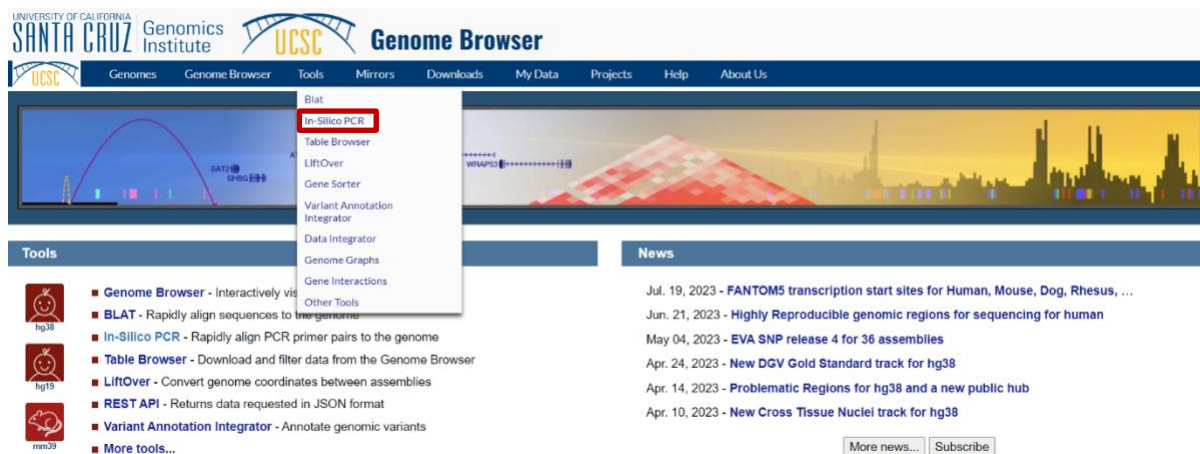 UNIVERSITY OF CALIFORNIA
SANTA CRUZ Genomics Institute
UCSC Genome Browser
UCSC Genomes Genome Browser Tools Mirrors Downloads My Data Projects Help About Us
Blat
In-Silico PCR
Table Browser
LiftOver
Gene Sorter
Variant Annotation
Integrator
Data Integrator
Genome Graphs
Gene Interactions
Other Tools
SAT2
SHBG
WRAP53
Tools
hg38
hg19
mm39
Genome Browser - Interactively vis
BLAT - Rapidly align sequences to the genome
In-Silico PCR - Rapidly align PCR primer pairs to the genome
Table Browser - Download and filter data from the Genome Browser
LiftOver - Convert genome coordinates between assemblies
REST API - Returns data requested in JSON format
Variant Annotation Integrator - Annotate genomic variants
More tools...
News
Jul. 19, 2023 - FANTOM5 transcription start sites for Human, Mouse, Dog, Rhesus, …
Jun. 21, 2023 - Highly Reproducible genomic regions for sequencing for human
May 04, 2023 - EVA SNP release 4 for 36 assemblies
Apr. 24, 2023 - New DGV Gold Standard track for hg38
Apr. 14, 2023 - Problematic Regions for hg38 and a new public hub
Apr. 10, 2023 - New Cross Tissue Nuclei track for hg38
More news... Subscribe